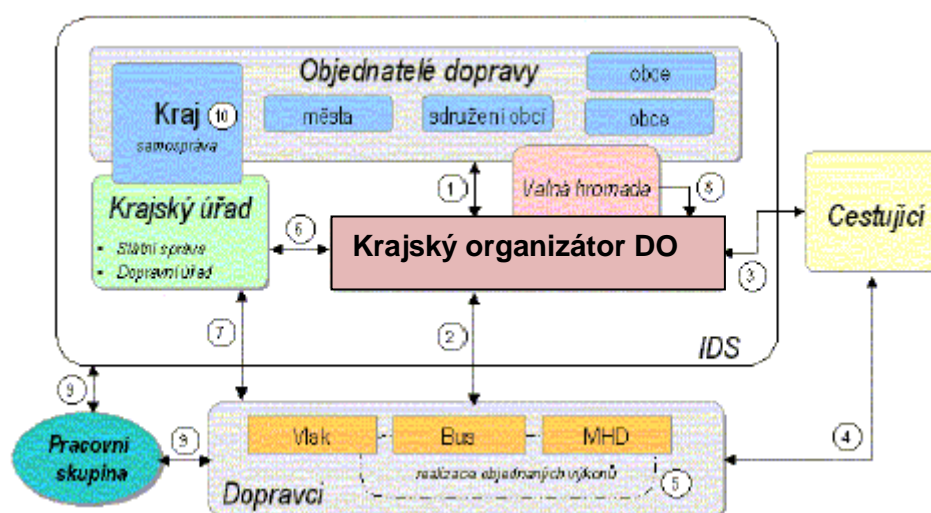 Objednatelé dopravy
obce
Kraj 10
samospráva
města
sdružení obcí
obce
1
Valná hromada
8
Krajský úřad
• Státní správa
• Dopravní úřad
6
Krajský organizátor DO
Cestující
3
7
2
IDS
9
Pracovní
skupina
9
Vlak
Bus
MHD
4
realizace objednaných výkonů
5
Dopravci